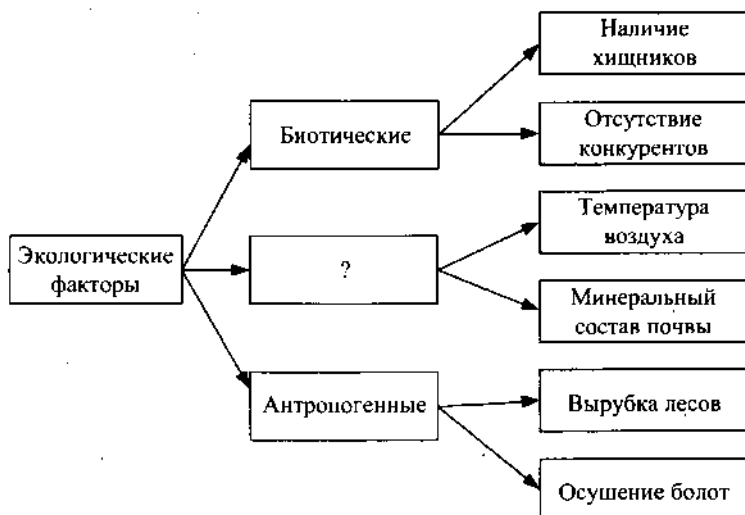 Наличие
хищников
Биотические
Отсутствие
конкурентов
Экологические
факторы
?
Температура
воздуха
Минеральный
состав почвы
Антропогенные
Вырубка лесов
Осушение болот